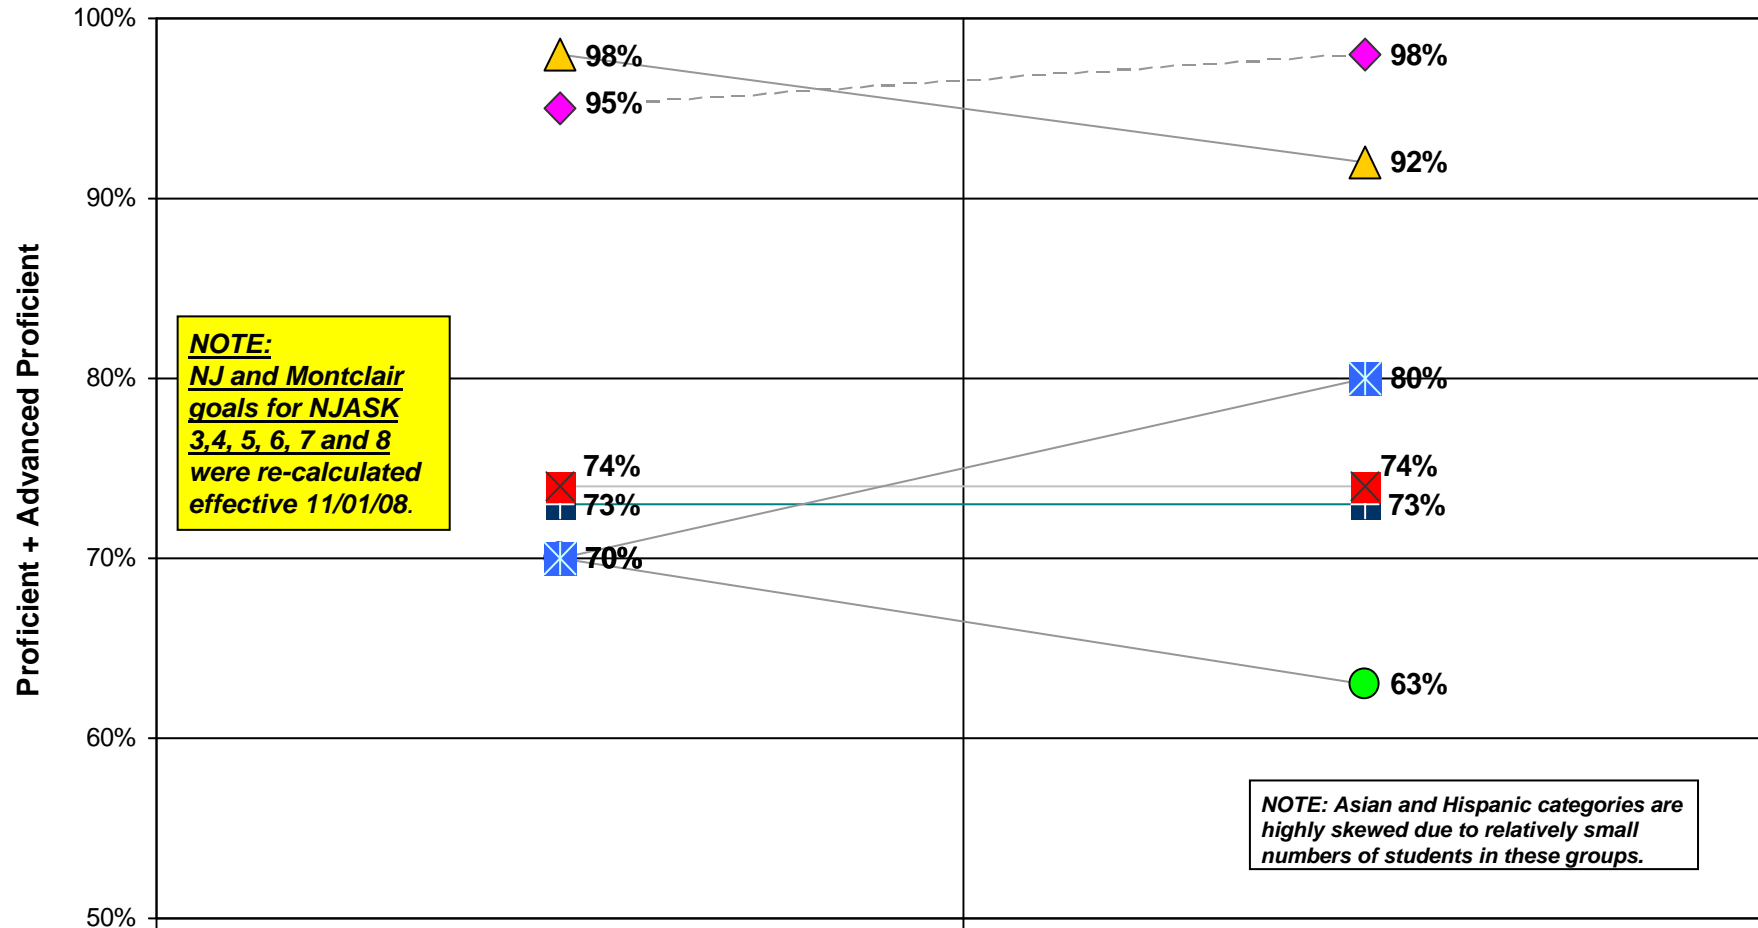 100%
98%
98%
95%
92%
90%
Proficient + Advanced Proficient
NOTE:
NJ and Montclair
goals for NJASK
3,4, 5, 6, 7 and 8
were re-calculated
effective 11/01/08.
80%
80%
74%
74%
73%
73%
70%
70%
63%
60%
NOTE: Asian and Hispanic categories are
highly skewed due to relatively small
numbers of students in these groups.
50%